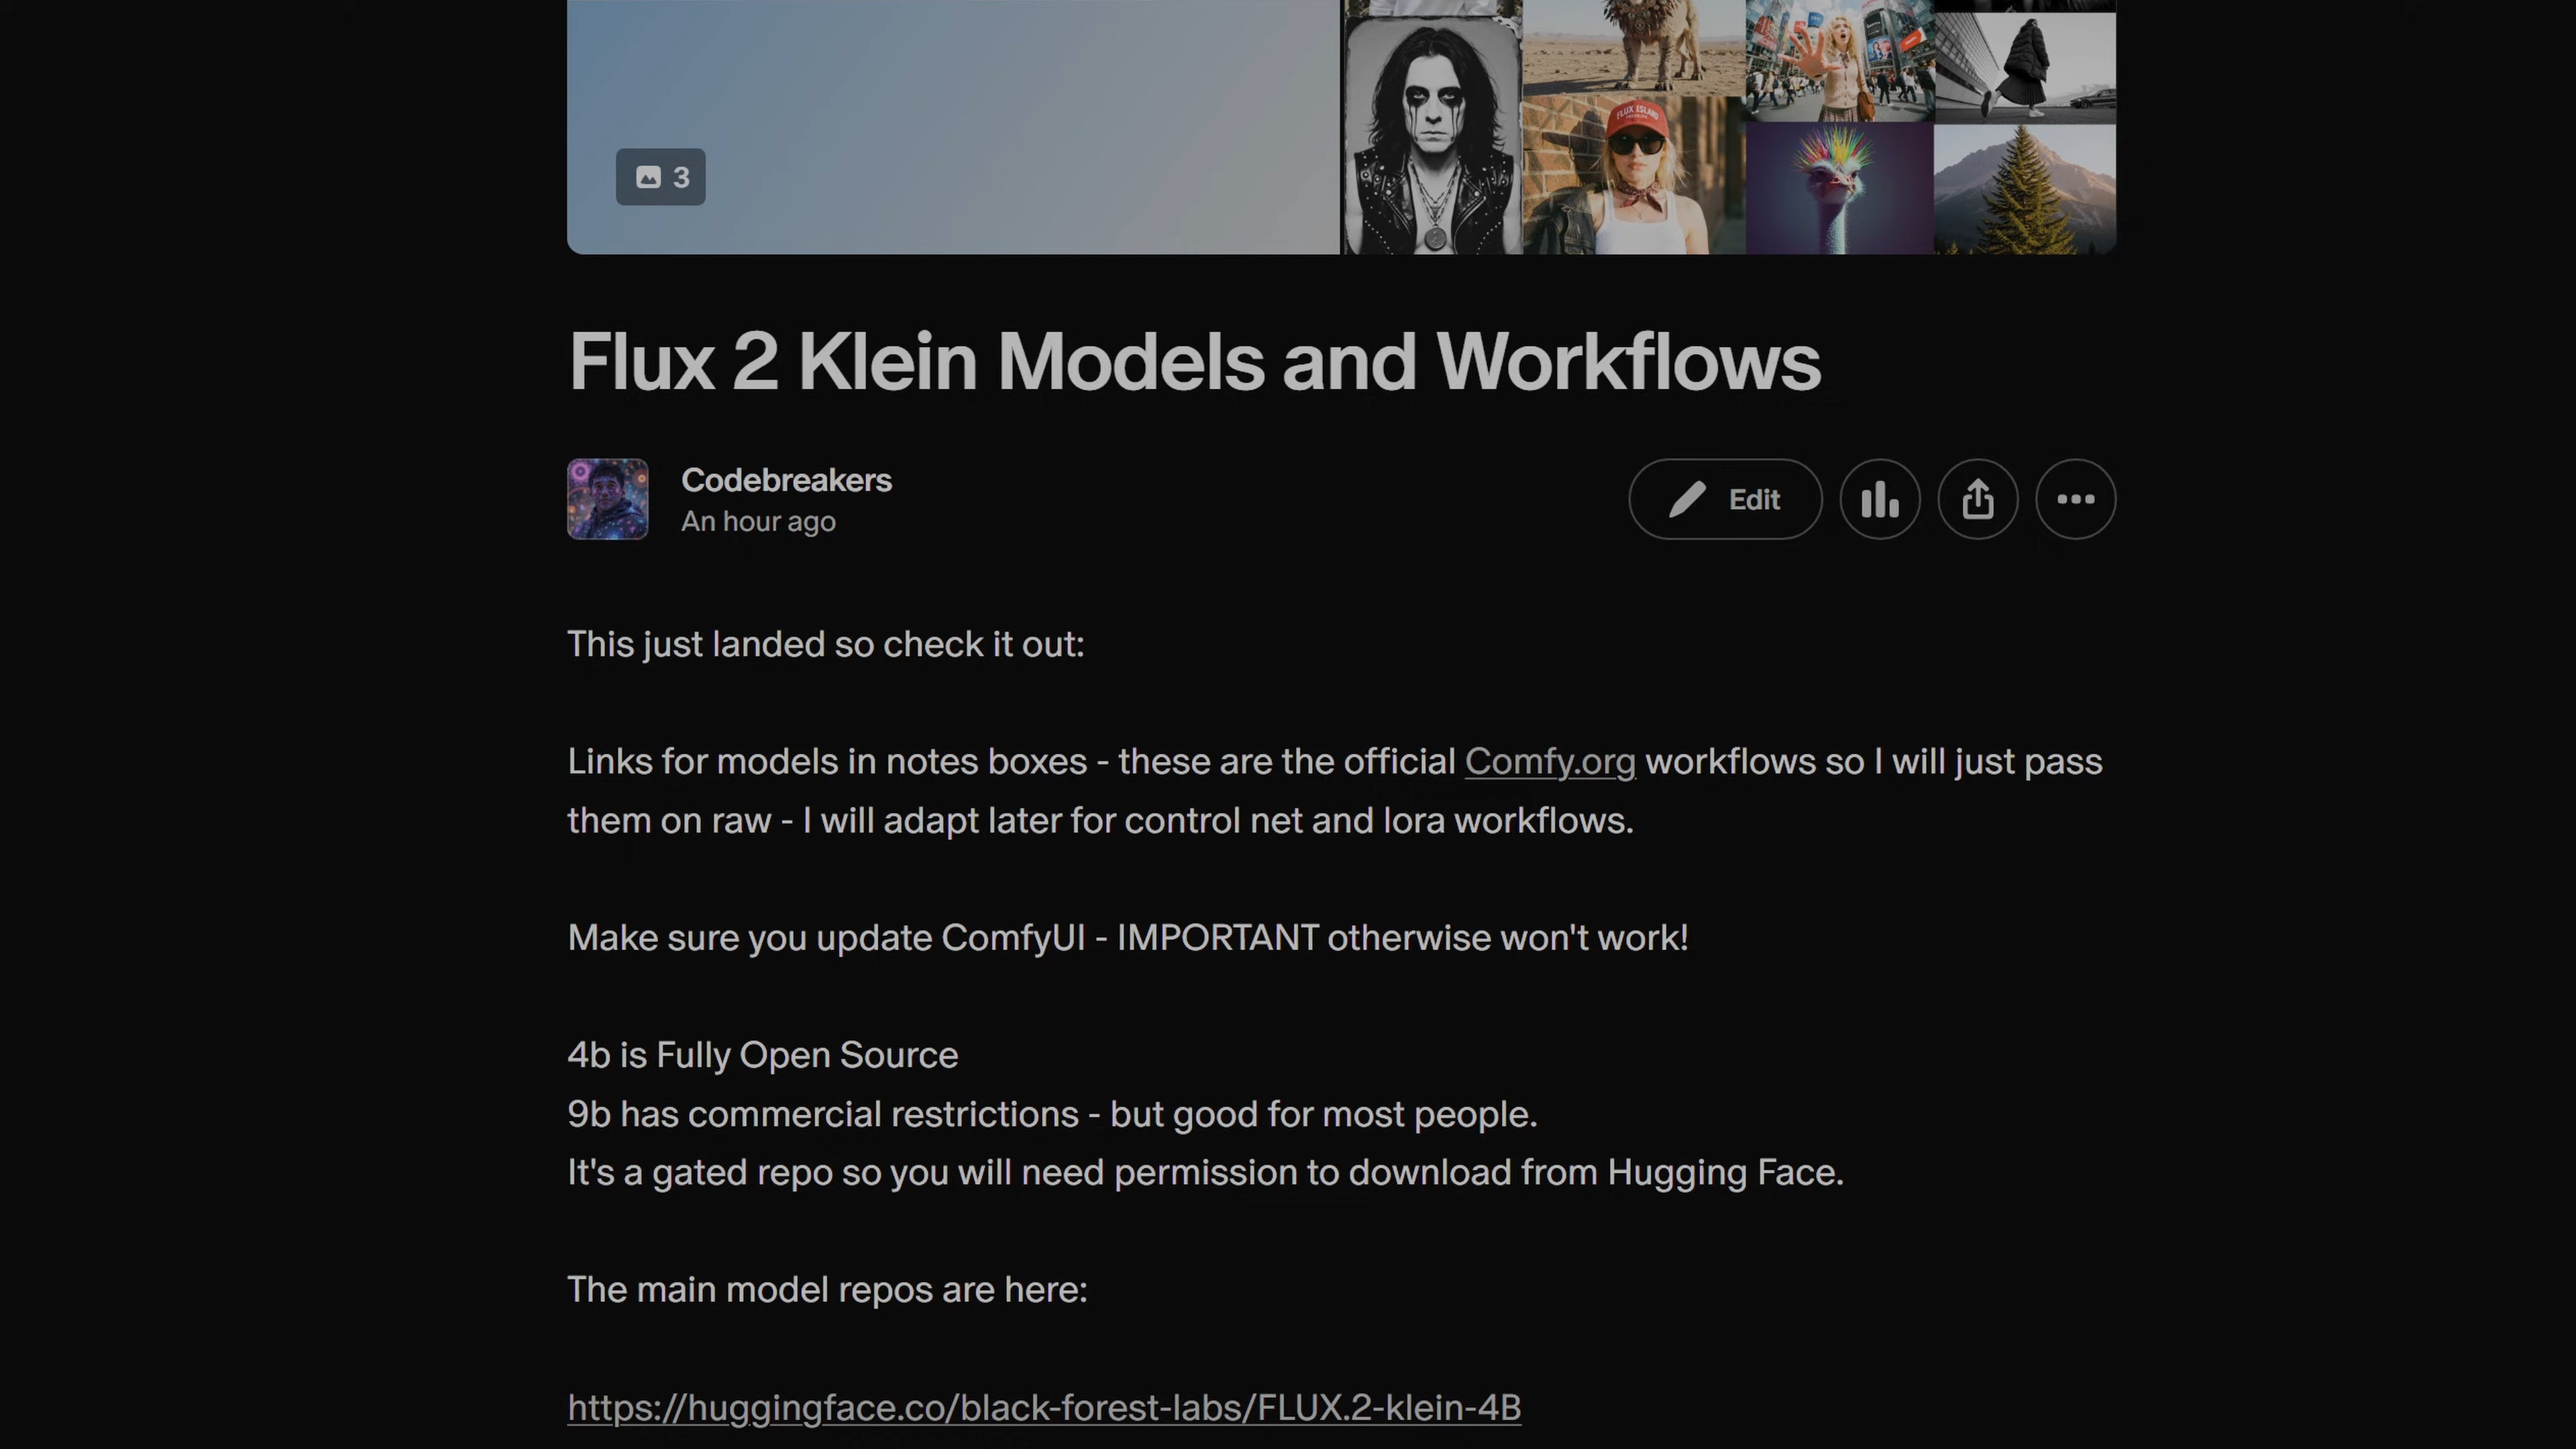 FLUX ISLAND
3
Flux 2 Klein Models and Workflows
Codebreakers
An hour ago
Edit
This just landed so check it out:
Links for models in notes boxes - these are the official Comfy.org workflows so I will just pass
them on raw - I will adapt later for control net and lora workflows.
Make sure you update ComfyUI - IMPORTANT otherwise won't work!
4b is Fully Open Source
9b has commercial restrictions - but good for most people.
It's a gated repo so you will need permission to download from Hugging Face.
The main model repos are here:
https://huggingface.co/black-forest-labs/FLUX.2-klein-4B